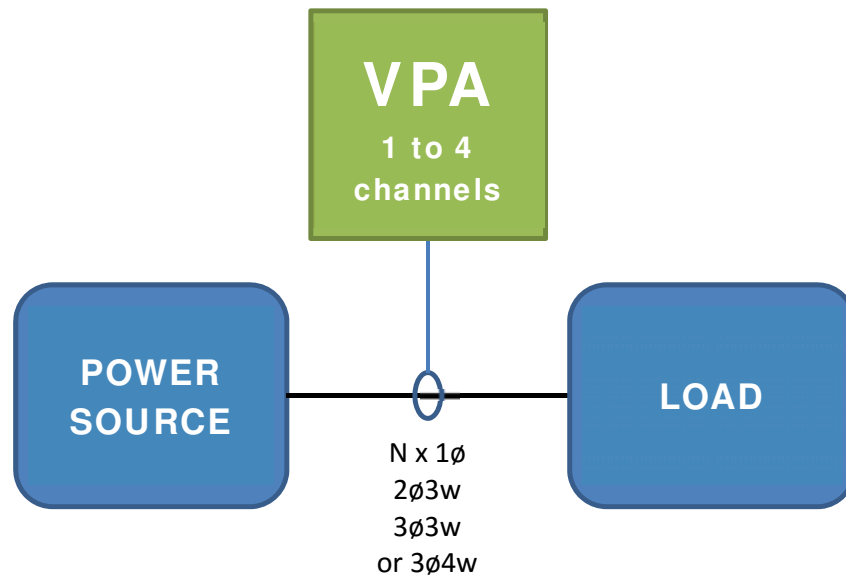 VPA
1 to 4
channels
POWER
SOURCE
LOAD
N x 1ø
2ø3w
3ø3w
or 3ø4w